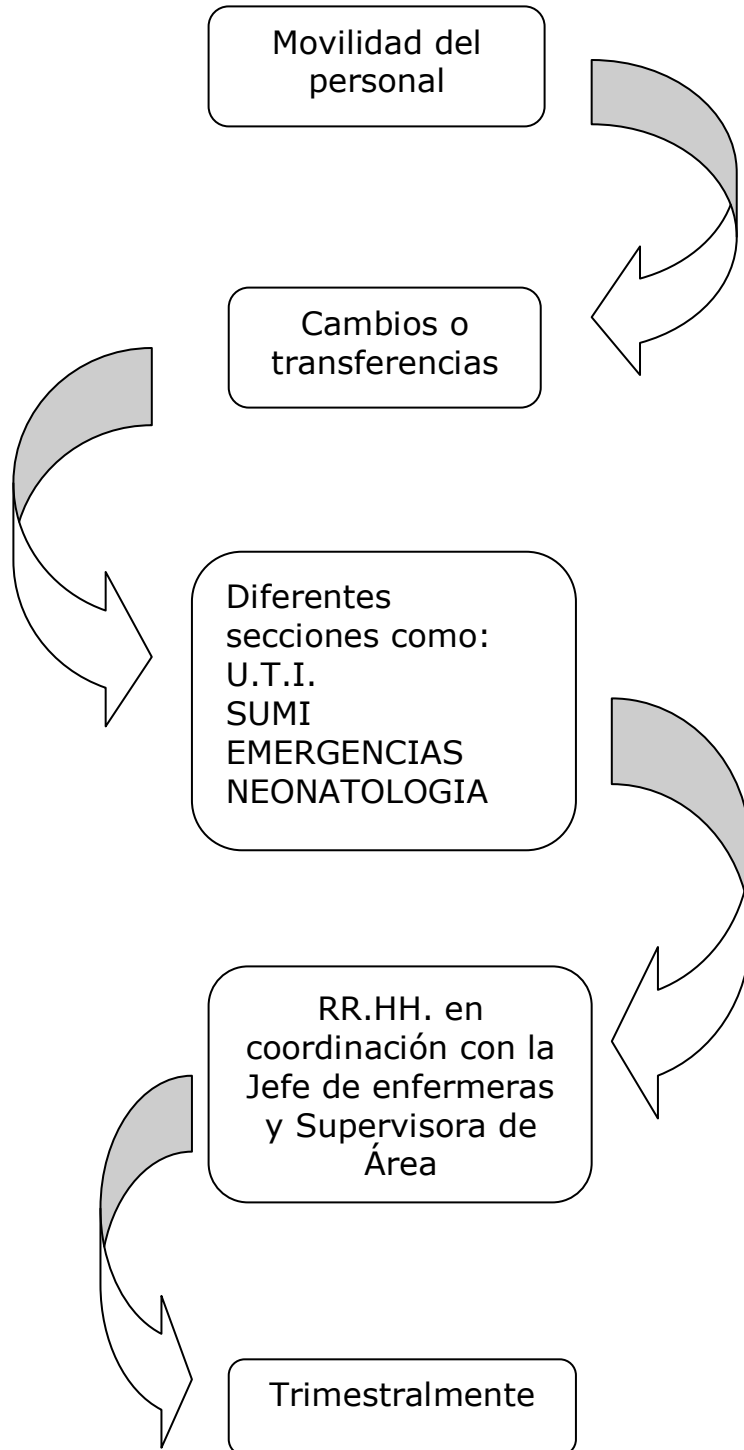 Movilidad del
personal
Cambios o
transferencias
Diferentes
secciones como:
U.T.I.
SUMI
EMERGENCIAS
NEONATOLOGIA
RR.HH. en
coordinación con la
Jefe de enfermeras
y Supervisora de
Área
Trimestralmente